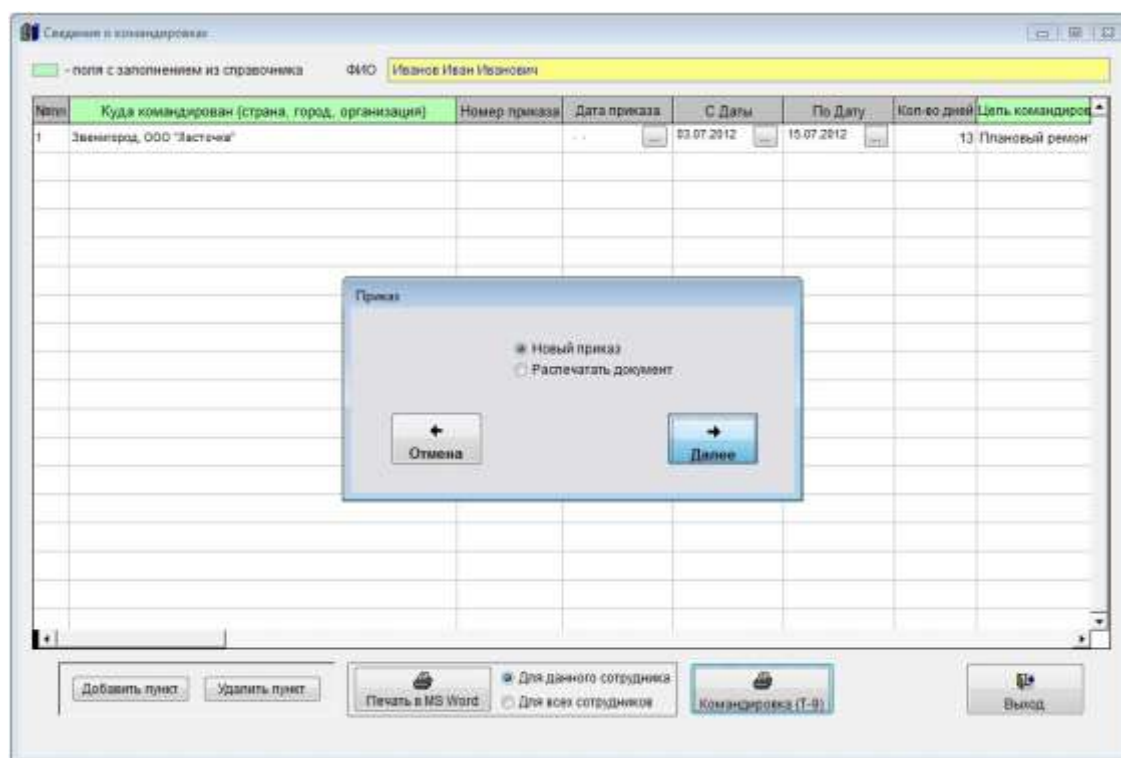 Сведения о командировках
- поля с заполнением из справочника ФИО Иванов Иван Иванович
№пп Куда командирован (страна, город, организация) Номер приказа Дата приказа С Даты По Дату Кол-во дней Цель командиров
1 Звенигород, ООО "Ласточка" . . ... 03.07.2012 ... 15.07.2012 ... 13 Плановый ремонт
Приказ
Новый приказ
Распечатать документ
Отмена Далее
Добавить пункт Удалить пункт Печать в MS Word Для данного сотрудника
Для всех сотрудников
Командировка (Т-9) Выход